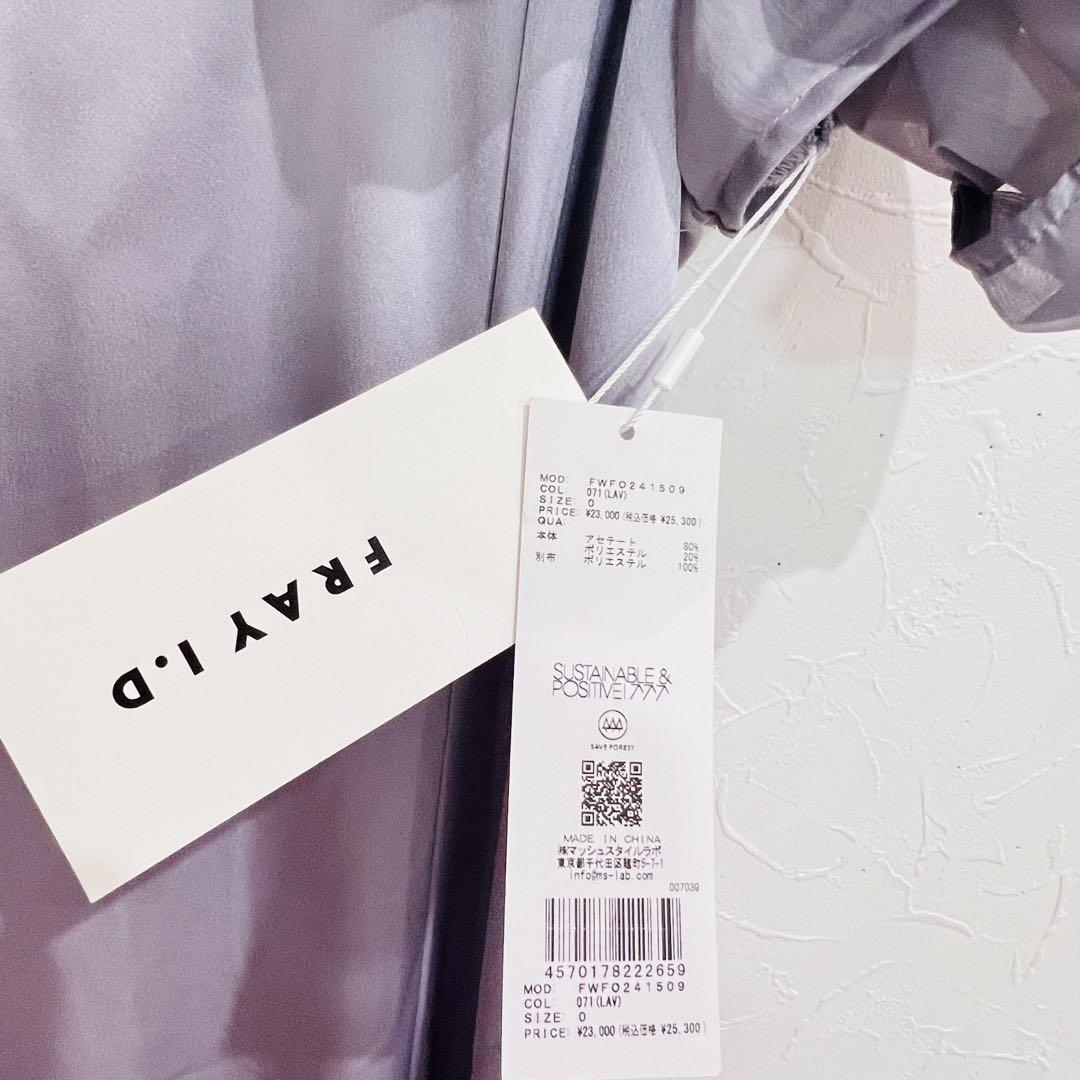 FRAY I.D
MOD: FWFO241509
COL: 071(LAV)
SIZE: 0
PRICE: ¥23,000(税込価格 ¥25,300)
QUA:
本体 アセテート 80%
ポリエステル 20%
別布 ポリエステル 100%
SUSTAINABLE &
POSITIVE!777
SAVE FOREST
MADE IN CHINA
㈱マッシュスタイルラボ
東京都千代田区麹町5-7-1
info@ms-lab.com
007039
4570178222659
MOD: FWFO241509
COL: 071(LAV)
SIZE: 0
PRICE: ¥23,000(税込価格 ¥25,300)